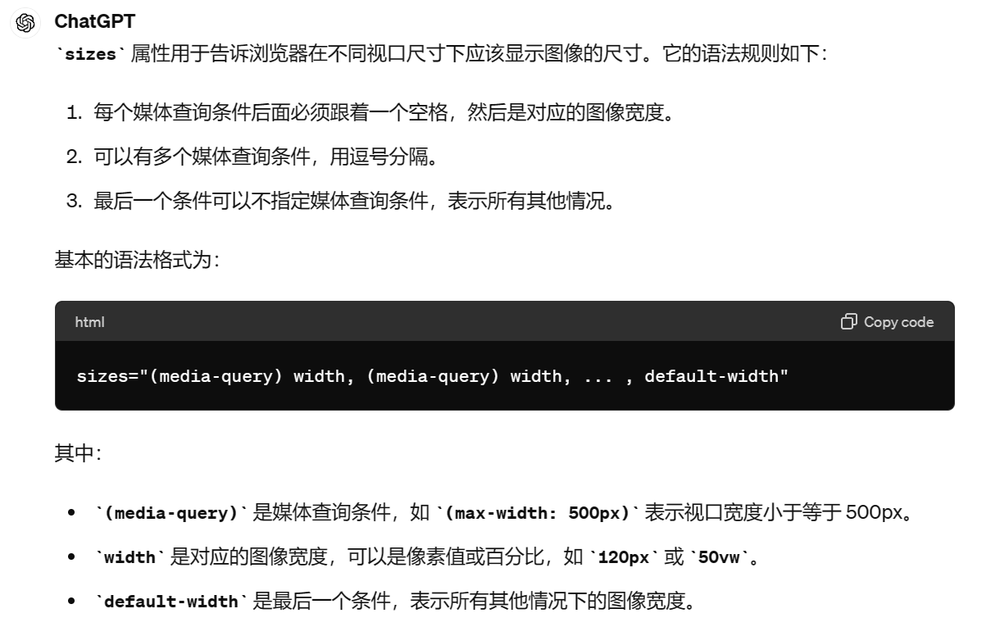 ChatGPT
`sizes` 属性用于告诉浏览器在不同视口尺寸下应该显示图像的尺寸。它的语法规则如下：
1. 每个媒体查询条件后面必须跟着一个空格，然后是对应的图像宽度。
2. 可以有多个媒体查询条件，用逗号分隔。
3. 最后一个条件可以不指定媒体查询条件，表示所有其他情况。
基本的语法格式为：
html Copy code
sizes="(media-query) width, (media-query) width, ... , default-width"
其中：
• `(media-query)` 是媒体查询条件，如 `(max-width: 500px)` 表示视口宽度小于等于 500px。
• `width` 是对应的图像宽度，可以是像素值或百分比，如 `120px` 或 `50vw`。
• `default-width` 是最后一个条件，表示所有其他情况下的图像宽度。